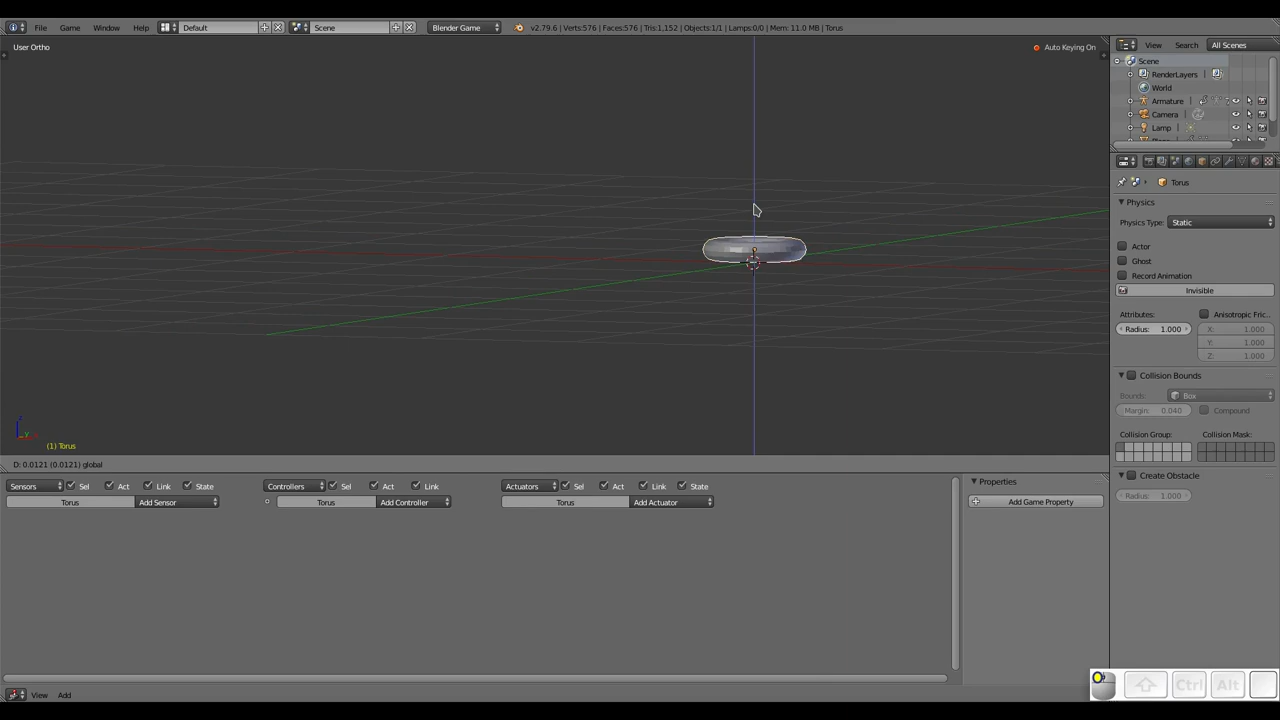 File Game Window Help Default Scene Blender Game v2.79.6 | Verts:576 | Faces:576 | Tris:1,152 | Objects:1/1 | Lamps:0/0 | Mem: 11.0 MB | Torus
User Ortho
Auto Keying On
View Search All Scenes
Scene
RenderLayers
World
Armature
Camera
Lamp
Torus
Physics
Physics Type: Static
Actor
Ghost
Record Animation
Invisible
Attributes: Anisotropic Fric...
Radius: 1.000 X: 1.000
Y: 1.000
Z: 1.000
Collision Bounds
Bounds: Box
Margin: 0.040 Compound
Collision Group: Collision Mask:
Create Obstacle
Radius: 1.000
z
y
x
(1) Torus
D: 0.0121 (0.0121) global
Sensors Sel Act Link State Controllers Sel Act Link Actuators Sel Act Link State
Torus Add Sensor Torus Add Controller Torus Add Actuator
Properties
Add Game Property
View Add
Ctrl Alt